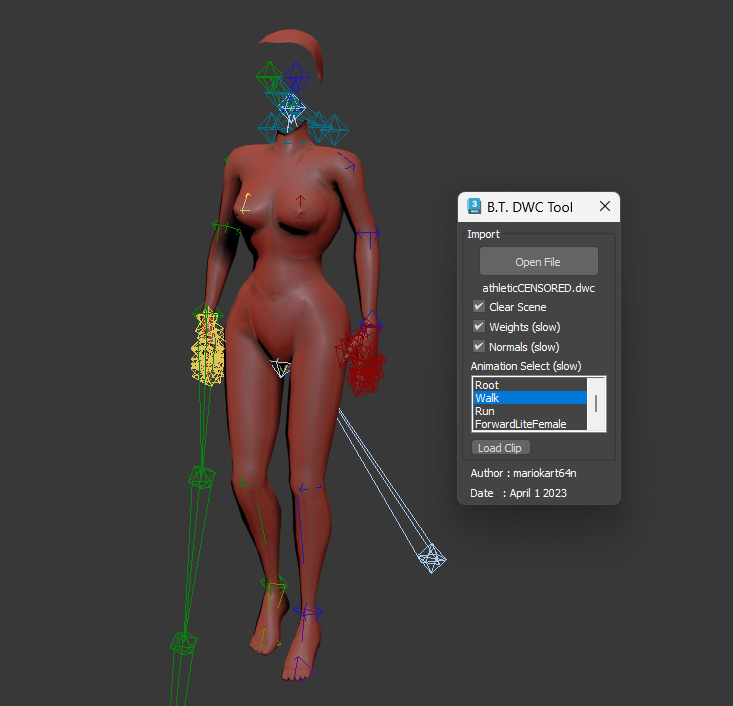 3
B.T. DWC Tool
Import
Open File
athleticCENSORED.dwc
Clear Scene
Weights (slow)
Normals (slow)
Animation Select (slow)
Root
Walk
Run
ForwardLiteFemale
Load Clip
Author : mariokart64n
Date : April 1 2023